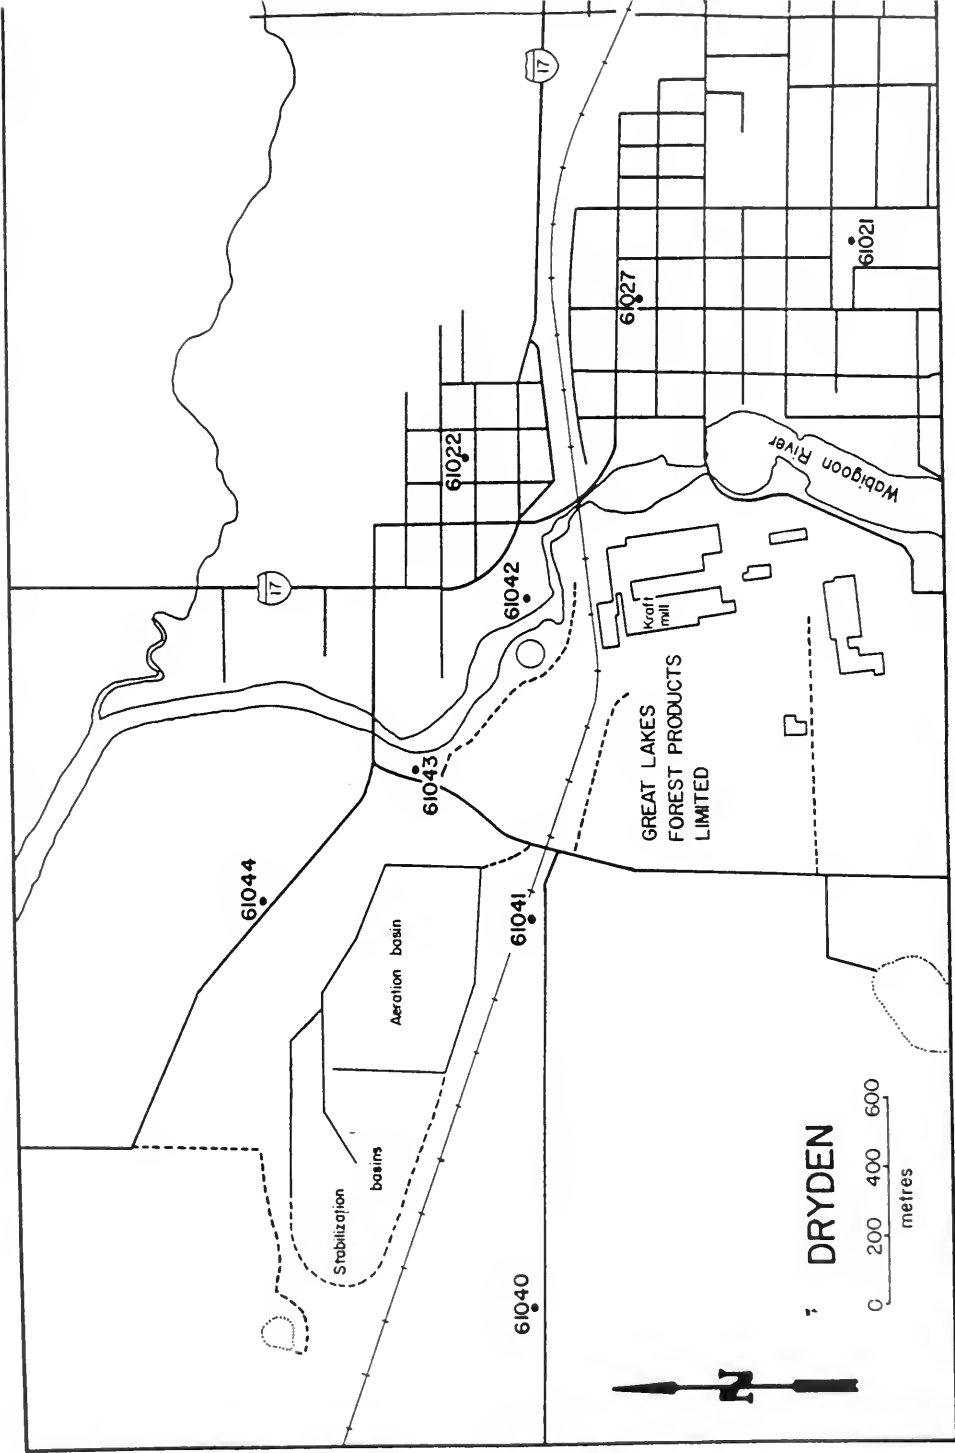 17
17
61022
61027
61021
61042
61043
61044
61041
61040
Wabigoon River
Kraft
mill
GREAT LAKES
FOREST PRODUCTS
LIMITED
Aeration basin
Stabilization
basins
DRYDEN
0 200 400 600
metres
N